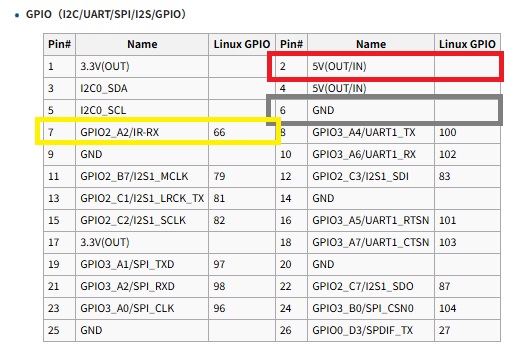 • GPIO（I2C/UART/SPI/I2S/GPIO）
Pin# Name Linux GPIO Pin# Name Linux GPIO
1 3.3V(OUT) 2 5V(OUT/IN)
3 I2C0_SDA 4 5V(OUT/IN)
5 I2C0_SCL 6 GND
7 GPIO2_A2/IR-RX 66 8 GPIO3_A4/UART1_TX 100
9 GND 10 GPIO3_A6/UART1_RX 102
11 GPIO2_B7/I2S1_MCLK 79 12 GPIO2_C3/I2S1_SDI 83
13 GPIO2_C1/I2S1_LRCK_TX 81 14 GND
15 GPIO2_C2/I2S1_SCLK 82 16 GPIO3_A5/UART1_RTSN 101
17 3.3V(OUT) 18 GPIO3_A7/UART1_CTSN 103
19 GPIO3_A1/SPI_TXD 97 20 GND
21 GPIO3_A2/SPI_RXD 98 22 GPIO2_C7/I2S1_SDO 87
23 GPIO3_A0/SPI_CLK 96 24 GPIO3_B0/SPI_CSN0 104
25 GND 26 GPIO0_D3/SPDIF_TX 27